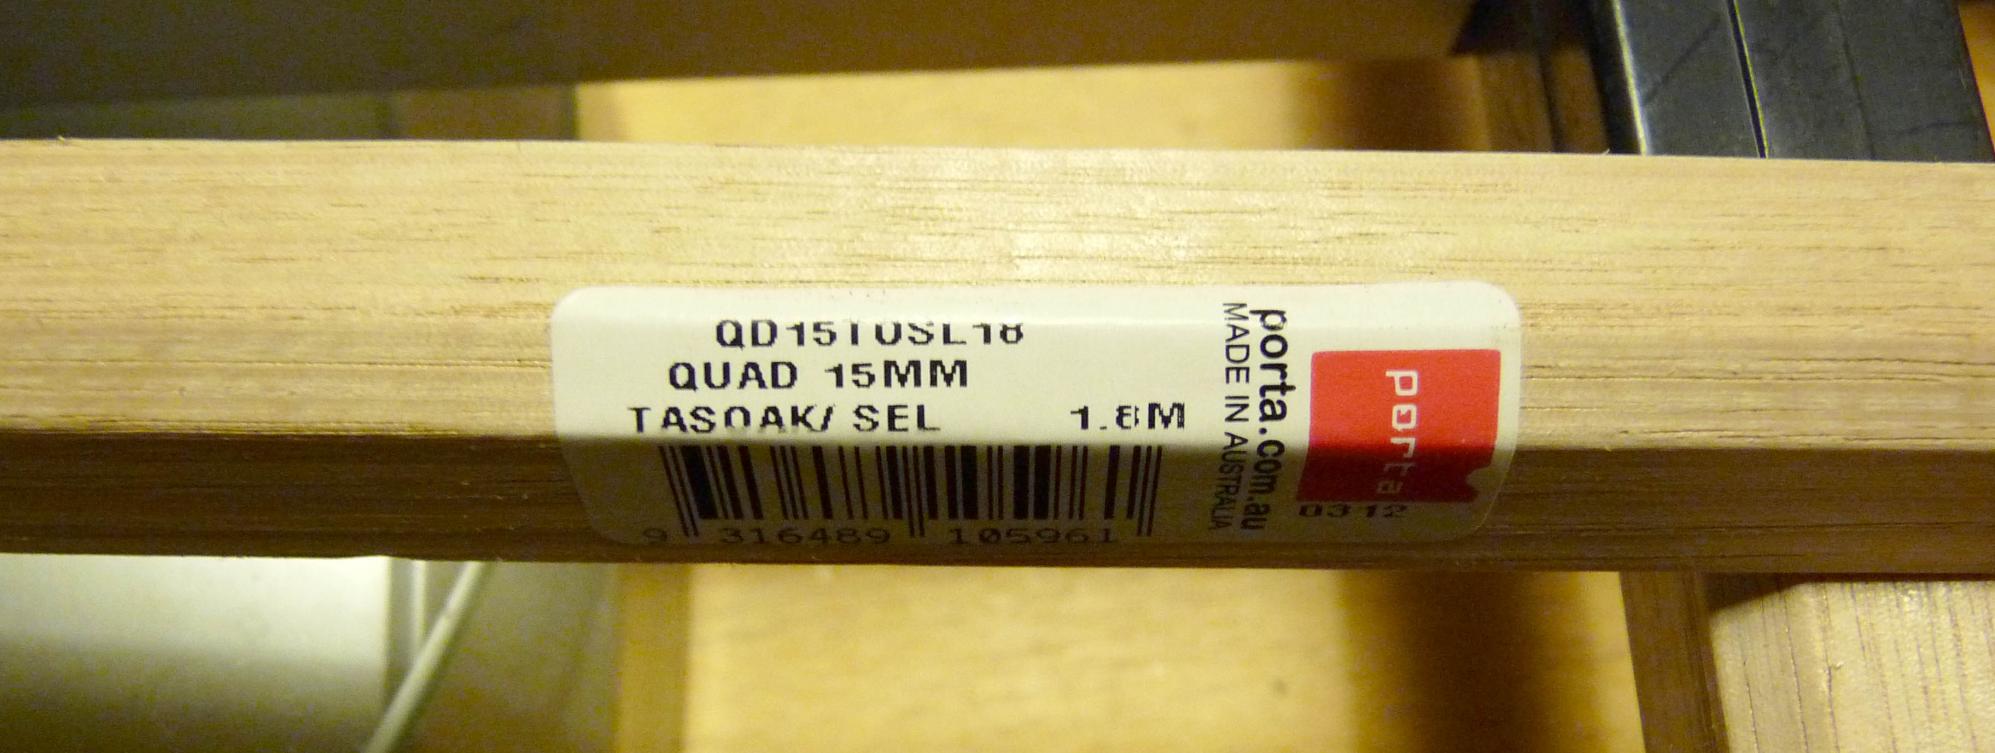 QD15TOSL18
QUAD 15MM
TASOAK/ SEL 1.8M
9 316489 105961
porta.com.au
MADE IN AUSTRALIA
porta
0312